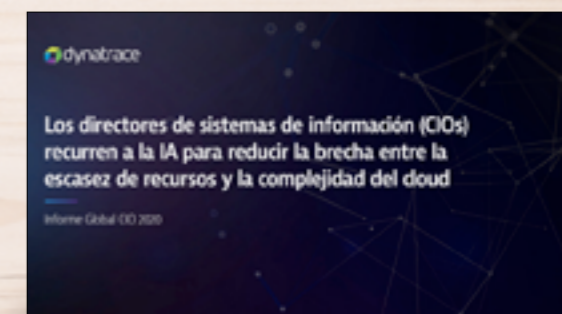 dynatrace
Los directores de sistemas de información (CIOs)
recurren a la IA para reducir la brecha entre la
escasez de recursos y la complejidad del cloud
Informe Global CIO 2020